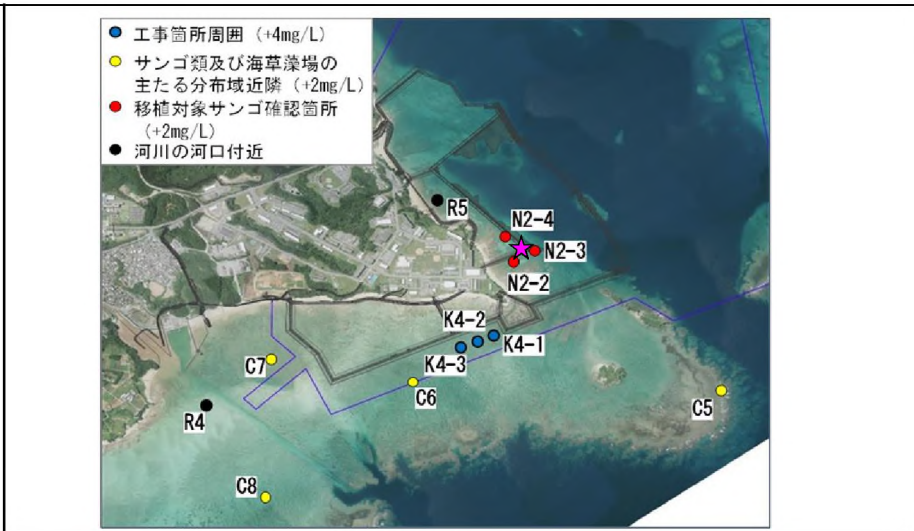 工事箇所周囲 (+4mg/L)
サンゴ類及び海草藻場の
主たる分布域近隣 (+2mg/L)
移植対象サンゴ確認箇所
(+2mg/L)
河川の河口付近
R5
N2-4
N2-3
N2-2
K4-2
K4-1
K4-3
C7
C6
C5
R4
C8